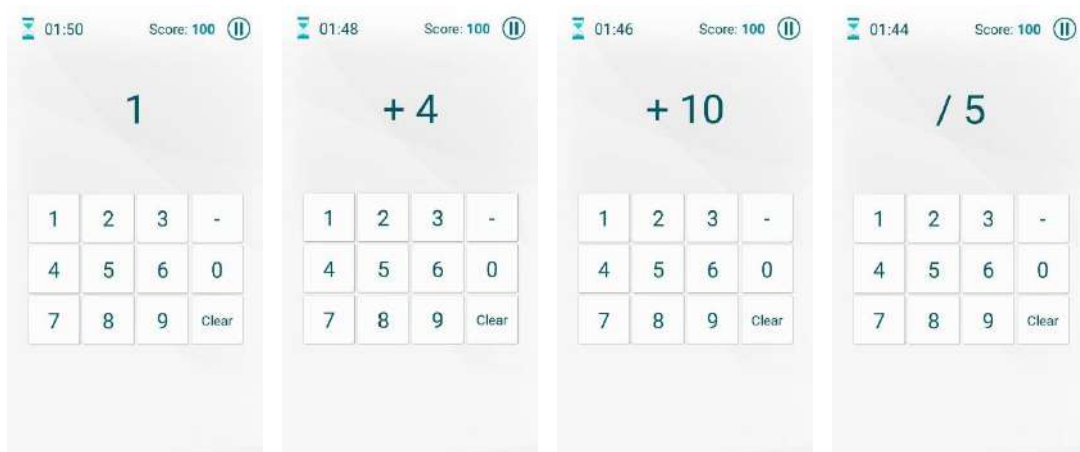 01:50 Score: 100
1
1 2 3 -
4 5 6 0
7 8 9 Clear
01:48 Score: 100
+ 4
1 2 3 -
4 5 6 0
7 8 9 Clear
01:46 Score: 100
+ 10
1 2 3 -
4 5 6 0
7 8 9 Clear
01:44 Score: 100
/ 5
1 2 3 -
4 5 6 0
7 8 9 Clear